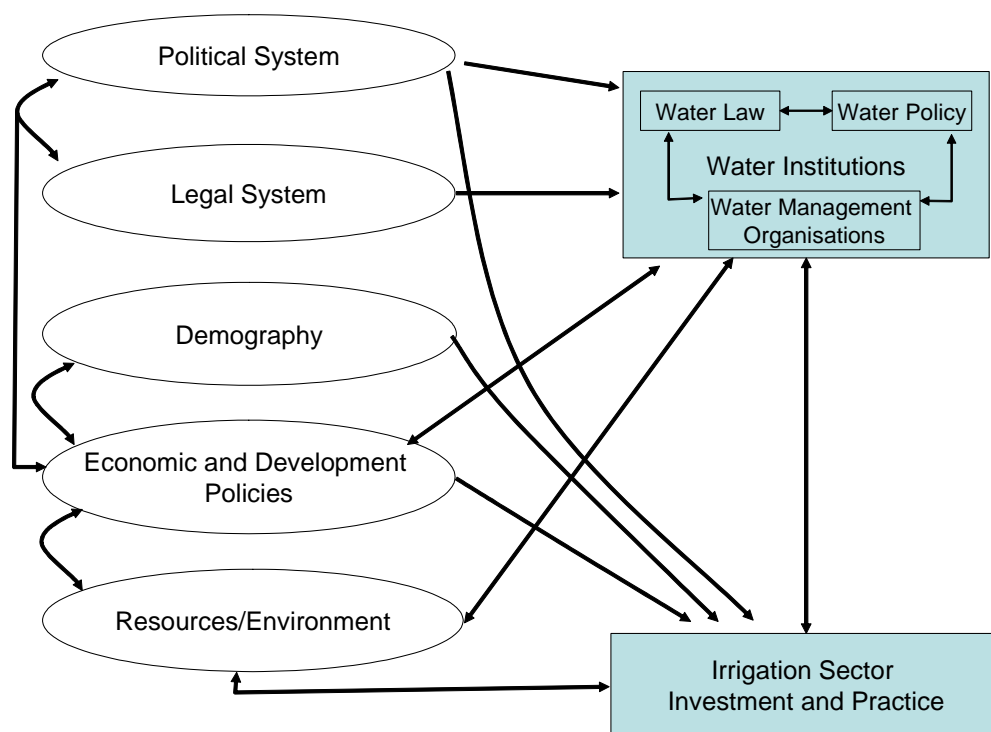 Political System
Water Law
Water Policy
Water Institutions
Legal System
Water Management
Organisations
Demography
Economic and Development
Policies
Resources/Environment
Irrigation Sector
Investment and Practice